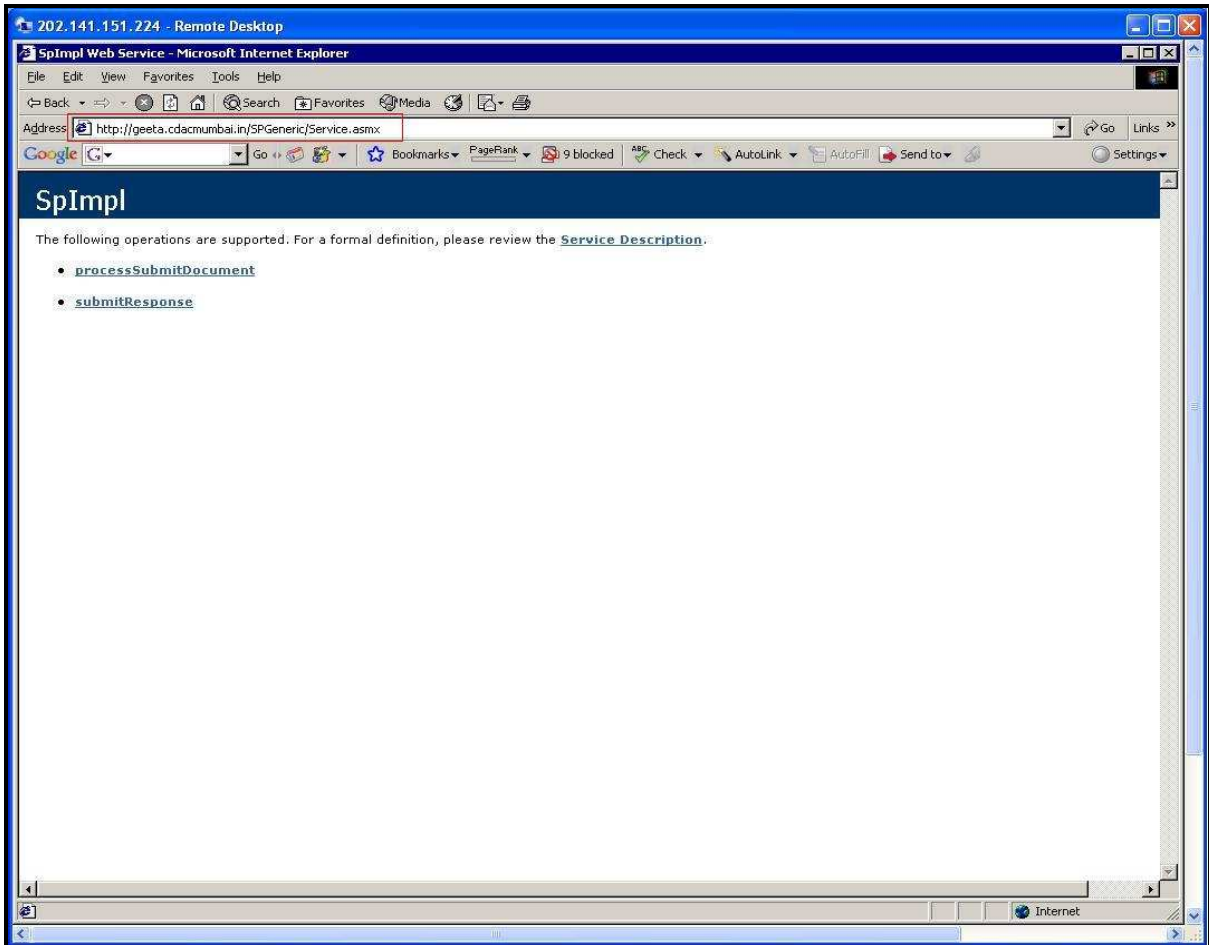 202.141.151.224 - Remote Desktop
SpImpl Web Service - Microsoft Internet Explorer
File Edit View Favorites Tools Help
Back Search Favorites Media
Address http://geeta.cdacmumbai.in/SPGeneric/Service.asmx Go Links »
Google G Go PageRank Bookmarks 9 blocked ABC Check AutoLink AutoFill Send to Settings
SpImpl
The following operations are supported. For a formal definition, please review the Service Description.
• processSubmitDocument
• submitResponse
Internet